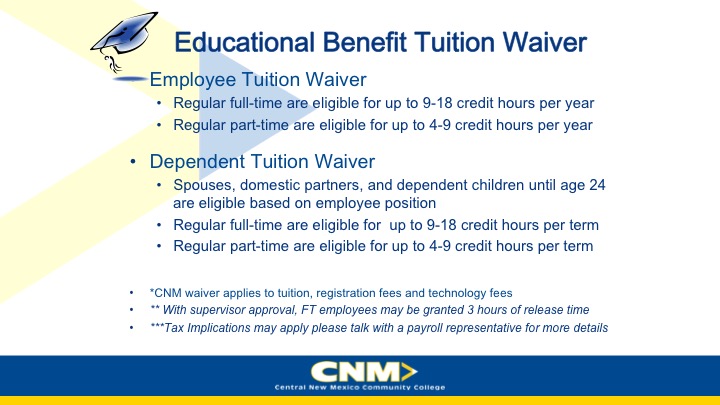 Educational Benefit Tuition Waiver
Employee Tuition Waiver
• Regular full-time are eligible for up to 9-18 credit hours per year
• Regular part-time are eligible for up to 4-9 credit hours per year
• Dependent Tuition Waiver
• Spouses, domestic partners, and dependent children until age 24
are eligible based on employee position
• Regular full-time are eligible for  up to 9-18 credit hours per term
• Regular part-time are eligible for up to 4-9 credit hours per term
• *CNM waiver applies to tuition, registration fees and technology fees
• ** With supervisor approval, FT employees may be granted 3 hours of release time
• ***Tax Implications may apply please talk with a payroll representative for more details
CNM
Central New Mexico Community College